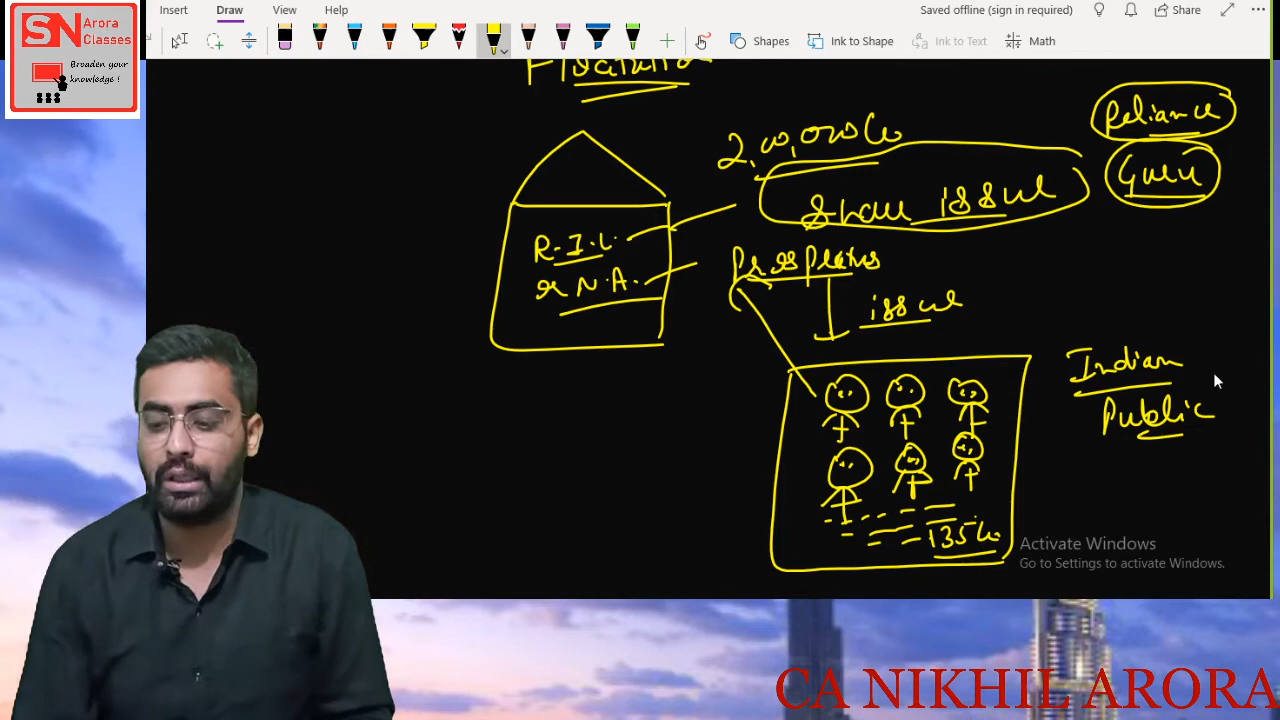 SN Arora
Classes
Broaden your
knowledge !
Insert Draw View Help
Saved offline (sign in required)
Share
Shapes
Ink to Shape
Ink to Text
Math
2,00,000 Cr
Reliance
Share issue
R.I.L.
N.A.
Prospectus
issue
Indian
Public
135 Cr
Activate Windows
Go to Settings to activate Windows.
CA NIKHIL ARORA